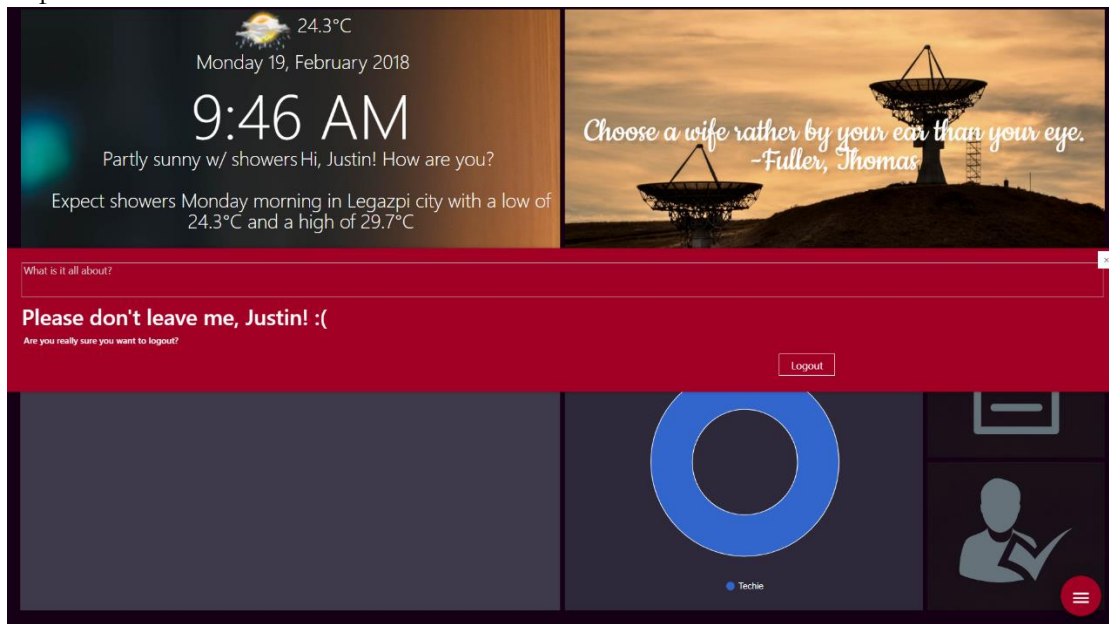 24.3°C
Monday 19, February 2018
9:46 AM
Partly sunny w/ showers Hi, Justin! How are you?
Expect showers Monday morning in Legazpi city with a low of
24.3°C and a high of 29.7°C
Choose a wife rather by your ear than your eye.
-Fuller, Thomas
What is it all about?
Please don't leave me, Justin! :(
Are you really sure you want to logout?
Logout
Techie